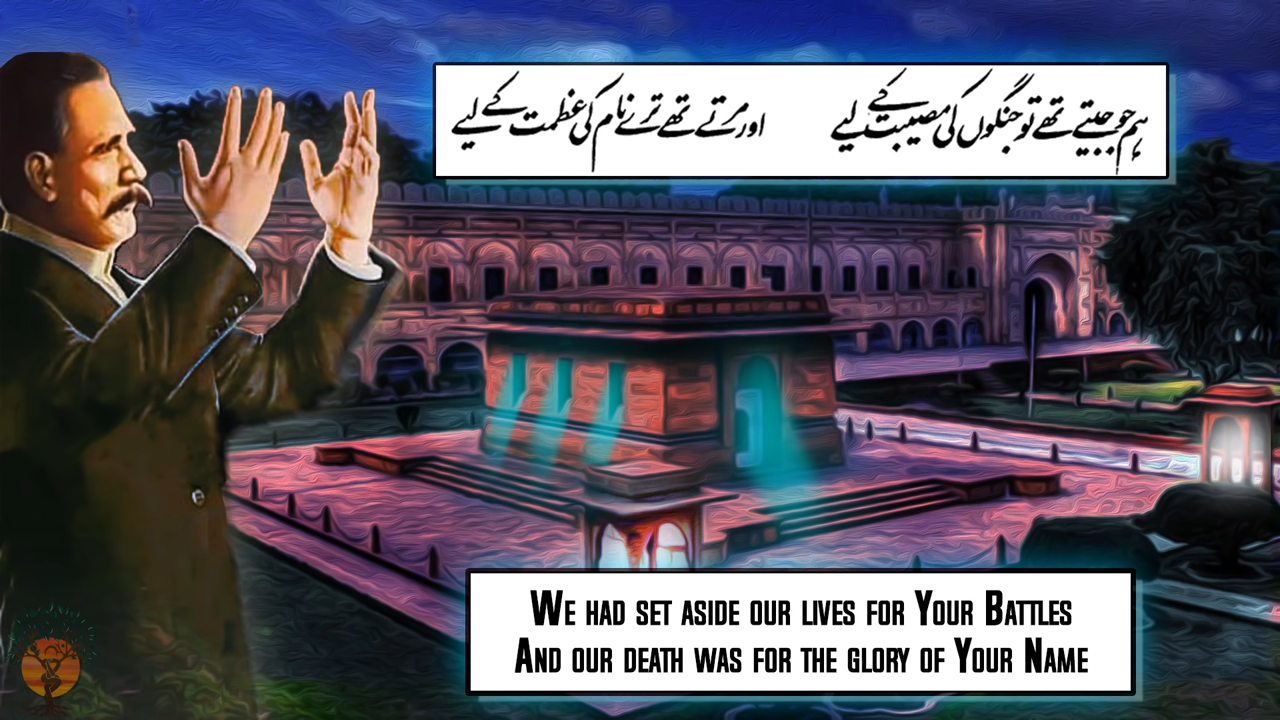 ہم جو جیتے تھے تو جنگوں کی مصیبت کے لیے اور مرتے تھے ترے نام کی عظمت کے لیے
We had set aside our lives for Your Battles
And our death was for the glory of Your Name